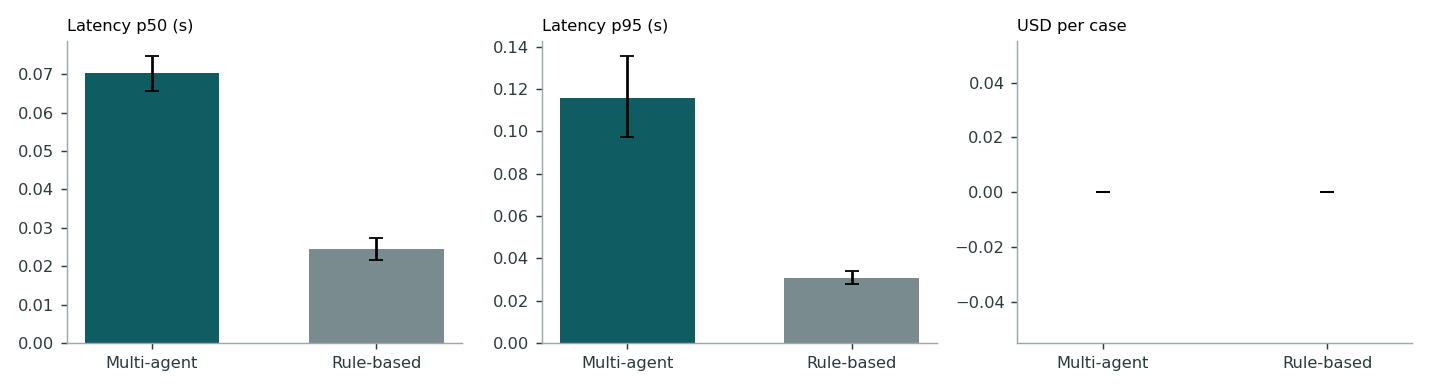 Latency p50 (s)
0.07
0.06
0.05
0.04
0.03
0.02
0.01
0.00
Multi-agent
Rule-based
Latency p95 (s)
0.14
0.12
0.10
0.08
0.06
0.04
0.02
0.00
Multi-agent
Rule-based
USD per case
0.04
0.02
0.00
−0.02
−0.04
Multi-agent
Rule-based